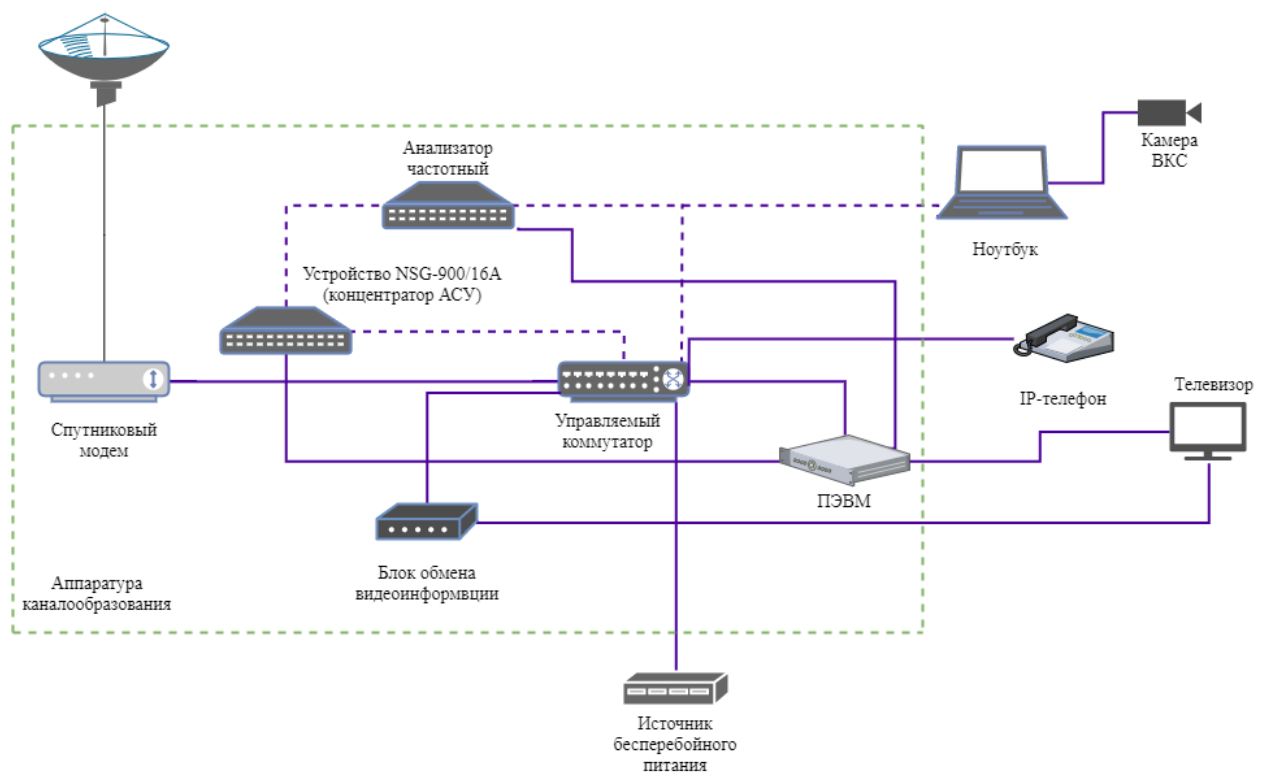 Анализатор
частотный
Камера
ВКС
Ноутбук
Устройство NSG-900/16А
(концентратор АСУ)
Телевизор
IP-телефон
Спутниковый
модем
Управляемый
коммутатор
ПЭВМ
Блок обмена
видеоинформвции
Аппаратура
каналообразования
Источник
бесперебойного
питания